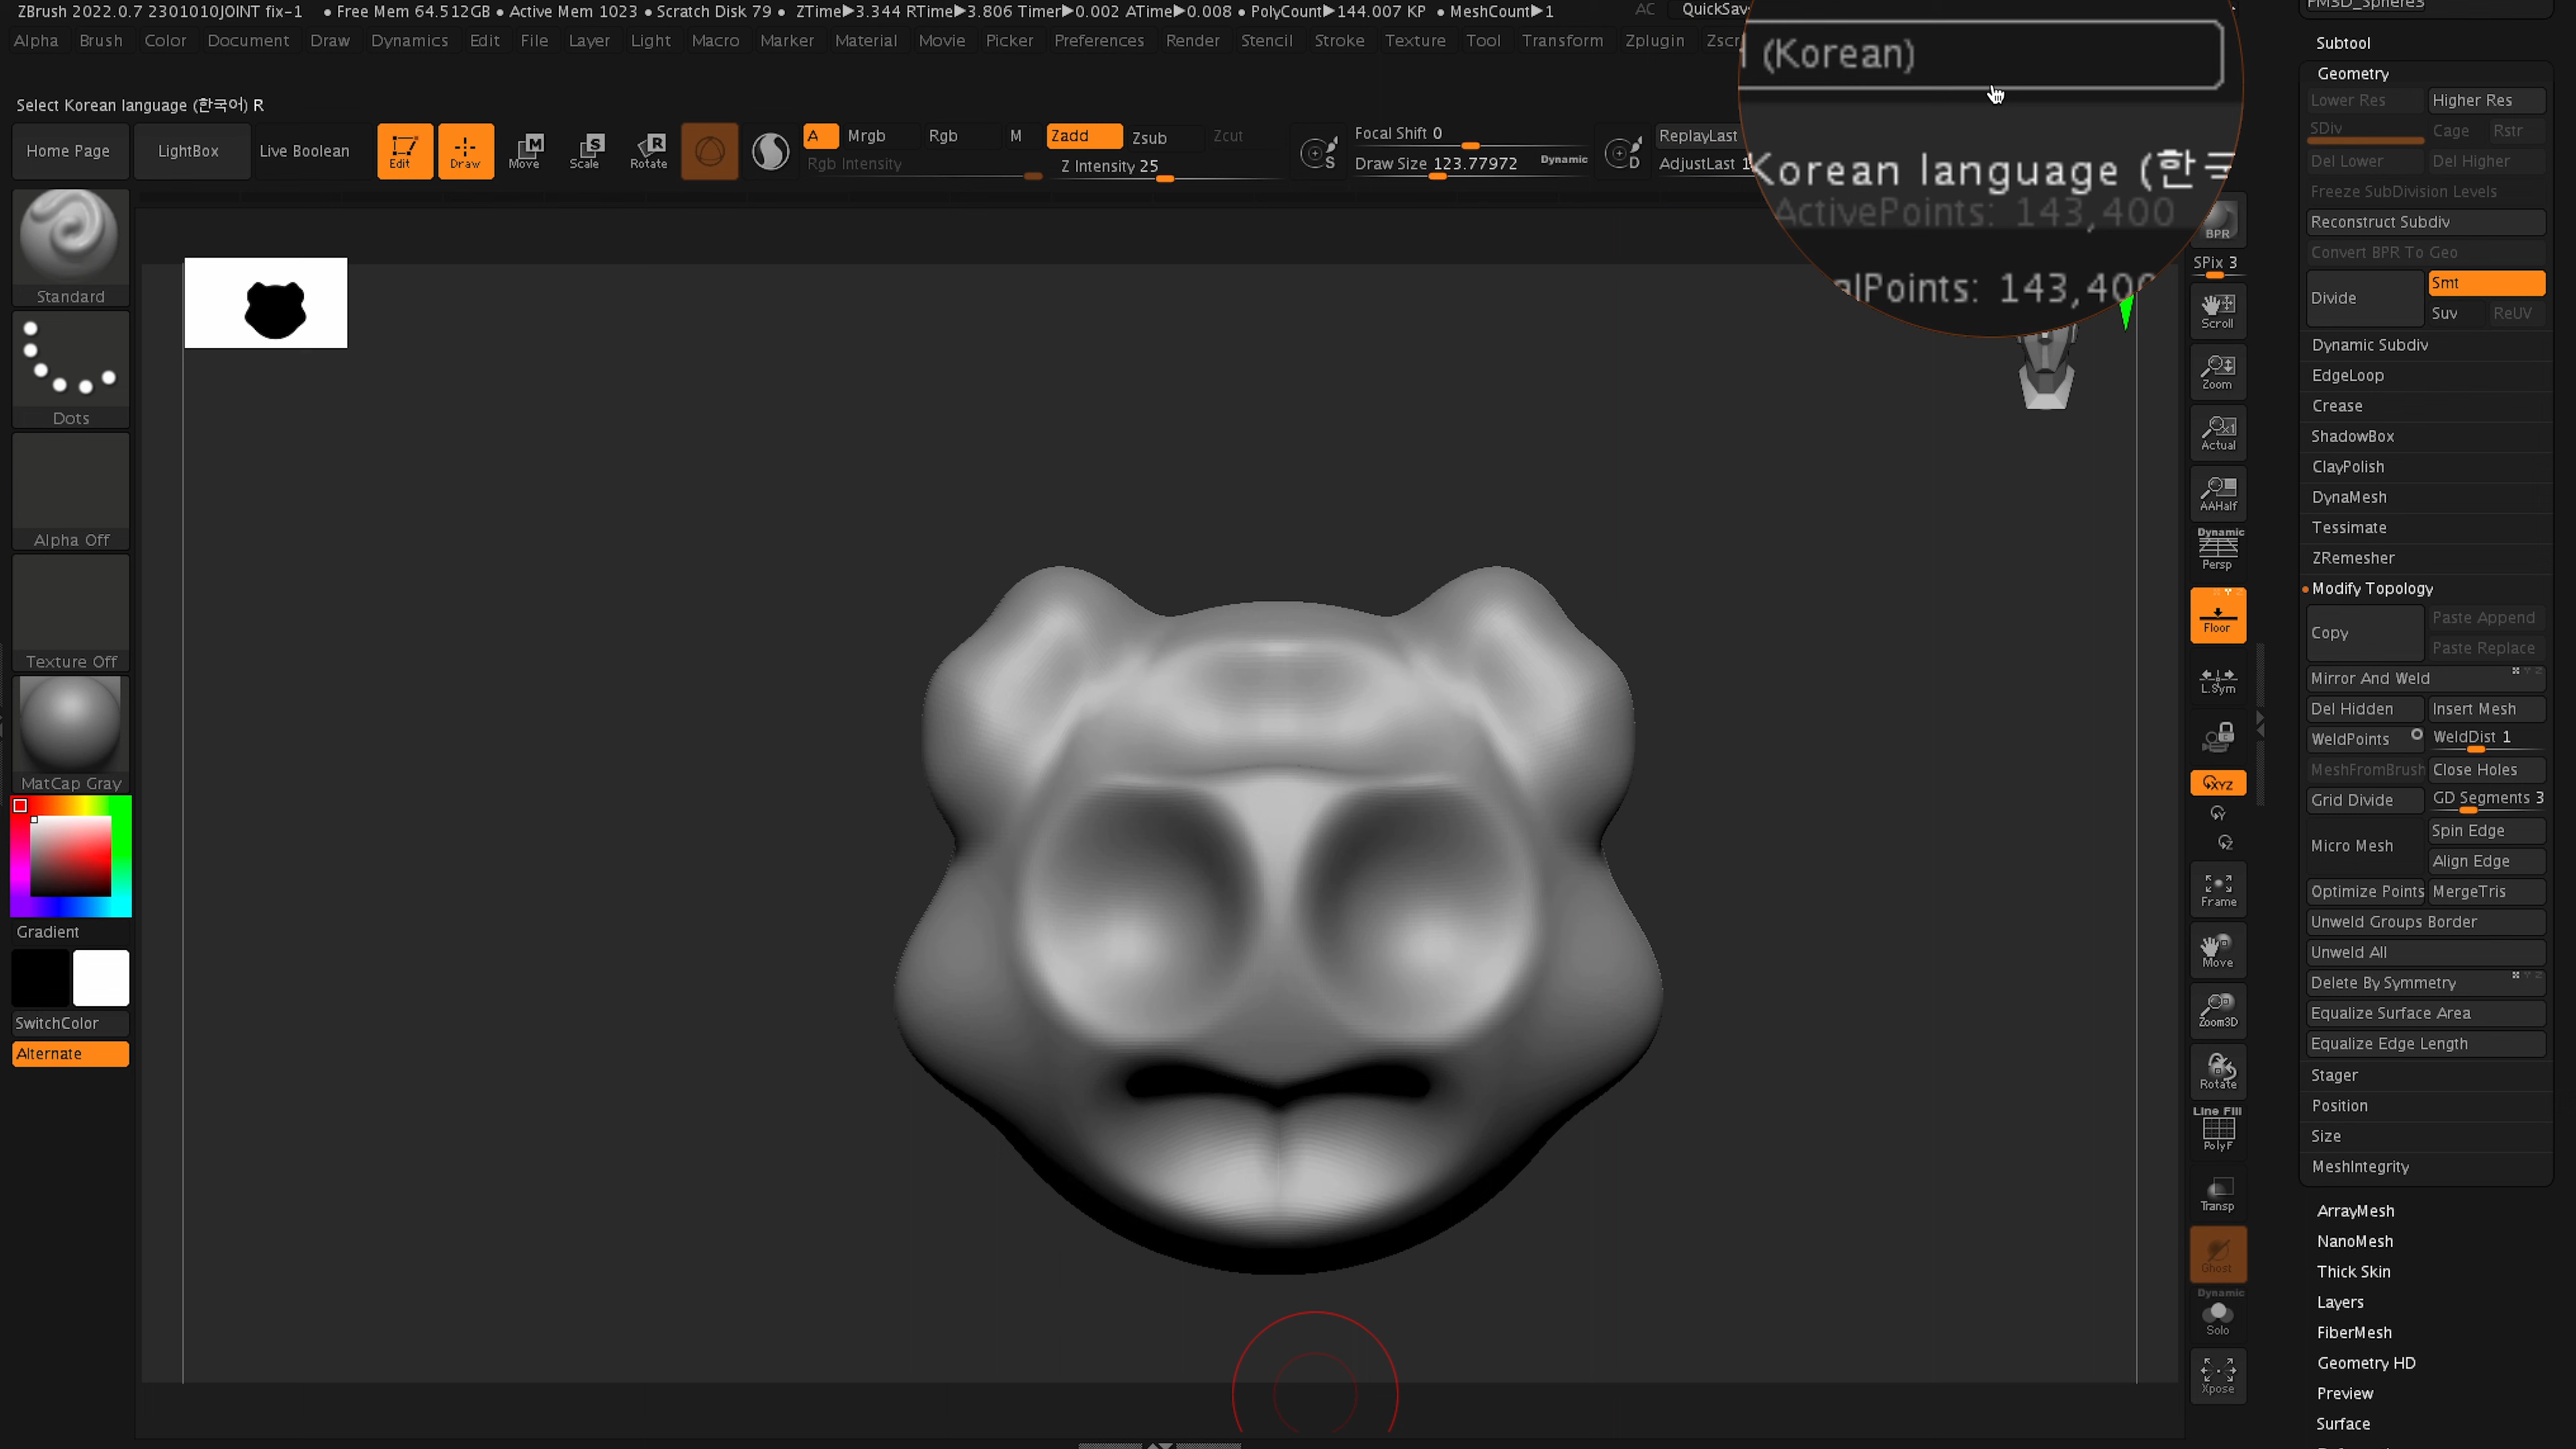 ZBrush 2022.0.7 2301010JOINT fix-1 • Free Mem 64.512GB • Active Mem 1023 • Scratch Disk 79 • ZTime▶3.344 RTime▶3.806 Timer▶0.002 ATime▶0.008 • PolyCount▶144.007 KP • MeshCount▶1 AC
Alpha Brush Color Document Draw Dynamics Edit File Layer Light Macro Marker Material Movie Picker Preferences Render Stencil Stroke Texture Tool Transform Zplugin
(Korean)
Select Korean language (한국어) R
Home Page LightBox Live Boolean Edit Draw Move Scale Rotate
A Mrgb Rgb M Zadd Zsub Zcut
Rgb Intensity Z Intensity 25
S Focal Shift 0
Draw Size 123.77972 Dynamic
D ReplayLast
AdjustLast 1
Korean language
ActivePoints: 143,400
Points: 143,400
Standard
Dots
Alpha Off
Texture Off
MatCap Gray
Gradient
SwitchColor
Alternate
BPR
SPix 3
Scroll
Zoom
Actual
AAHalf
Dynamic
Persp
Floor
L.Sym
XYZ
Frame
Move
Zoom3D
Rotate
Line Fill
PolyF
Transp
Ghost
Dynamic
Solo
Xpose
PM3D_Sphere3
Subtool
Geometry
Lower Res Higher Res
SDiv Cage Rstr
Del Lower Del Higher
Freeze SubDivision Levels
Reconstruct Subdiv
Convert BPR To Geo
Divide Smt
Suv ReUV
Dynamic Subdiv
EdgeLoop
Crease
ShadowBox
ClayPolish
DynaMesh
Tessimate
ZRemesher
Modify Topology
Copy Paste Append
Paste Replace
Mirror And Weld
Del Hidden Insert Mesh
WeldPoints WeldDist 1
MeshFromBrush Close Holes
Grid Divide GD Segments 3
Micro Mesh Spin Edge
Align Edge
Optimize Points MergeTris
Unweld Groups Border
Unweld All
Delete By Symmetry
Equalize Surface Area
Equalize Edge Length
Stager
Position
Size
MeshIntegrity
ArrayMesh
NanoMesh
Thick Skin
Layers
FiberMesh
Geometry HD
Preview
Surface